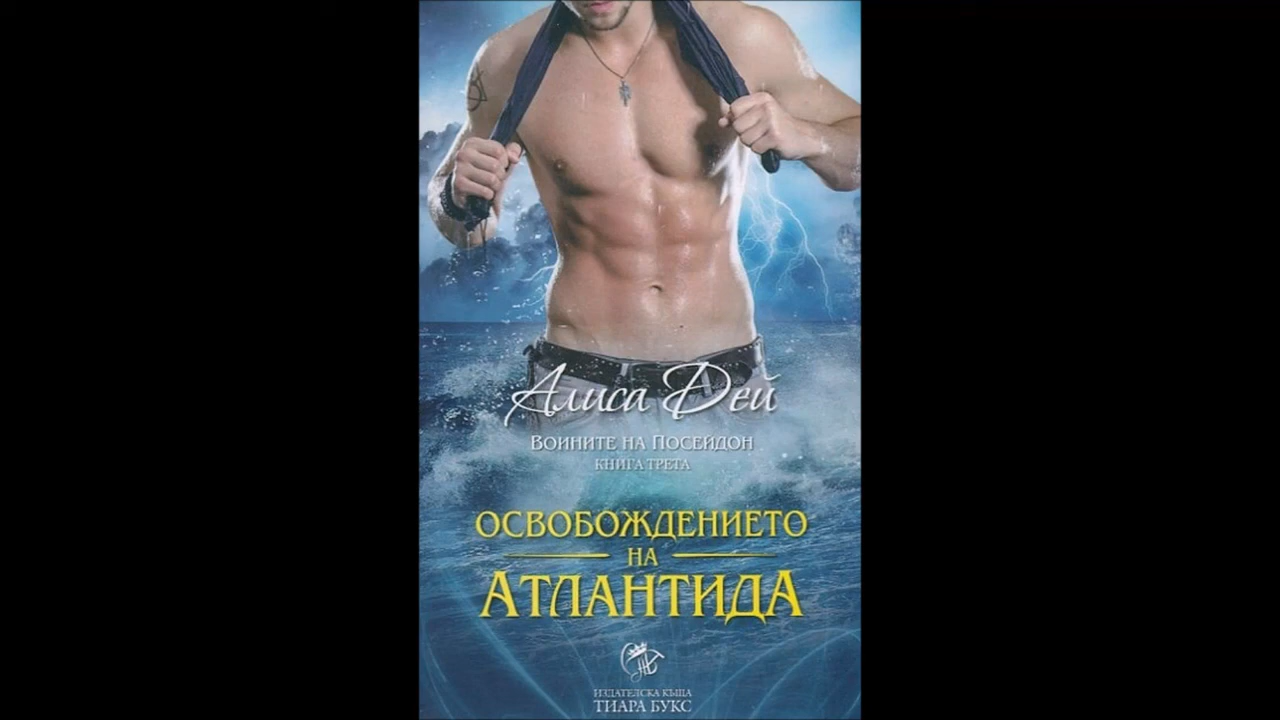 Алиса Дей
Воините на Посейдон
книга трета
Освобождението
на
Атлантида
Издателска къща
Тиара Букс